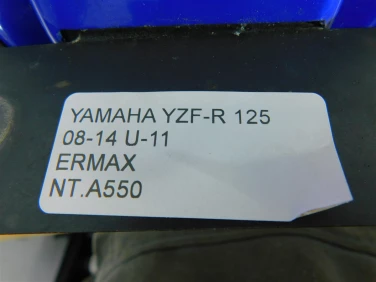 YAMAHA YZF-R 125
08-14 U-11
ERMAX
NT.A550